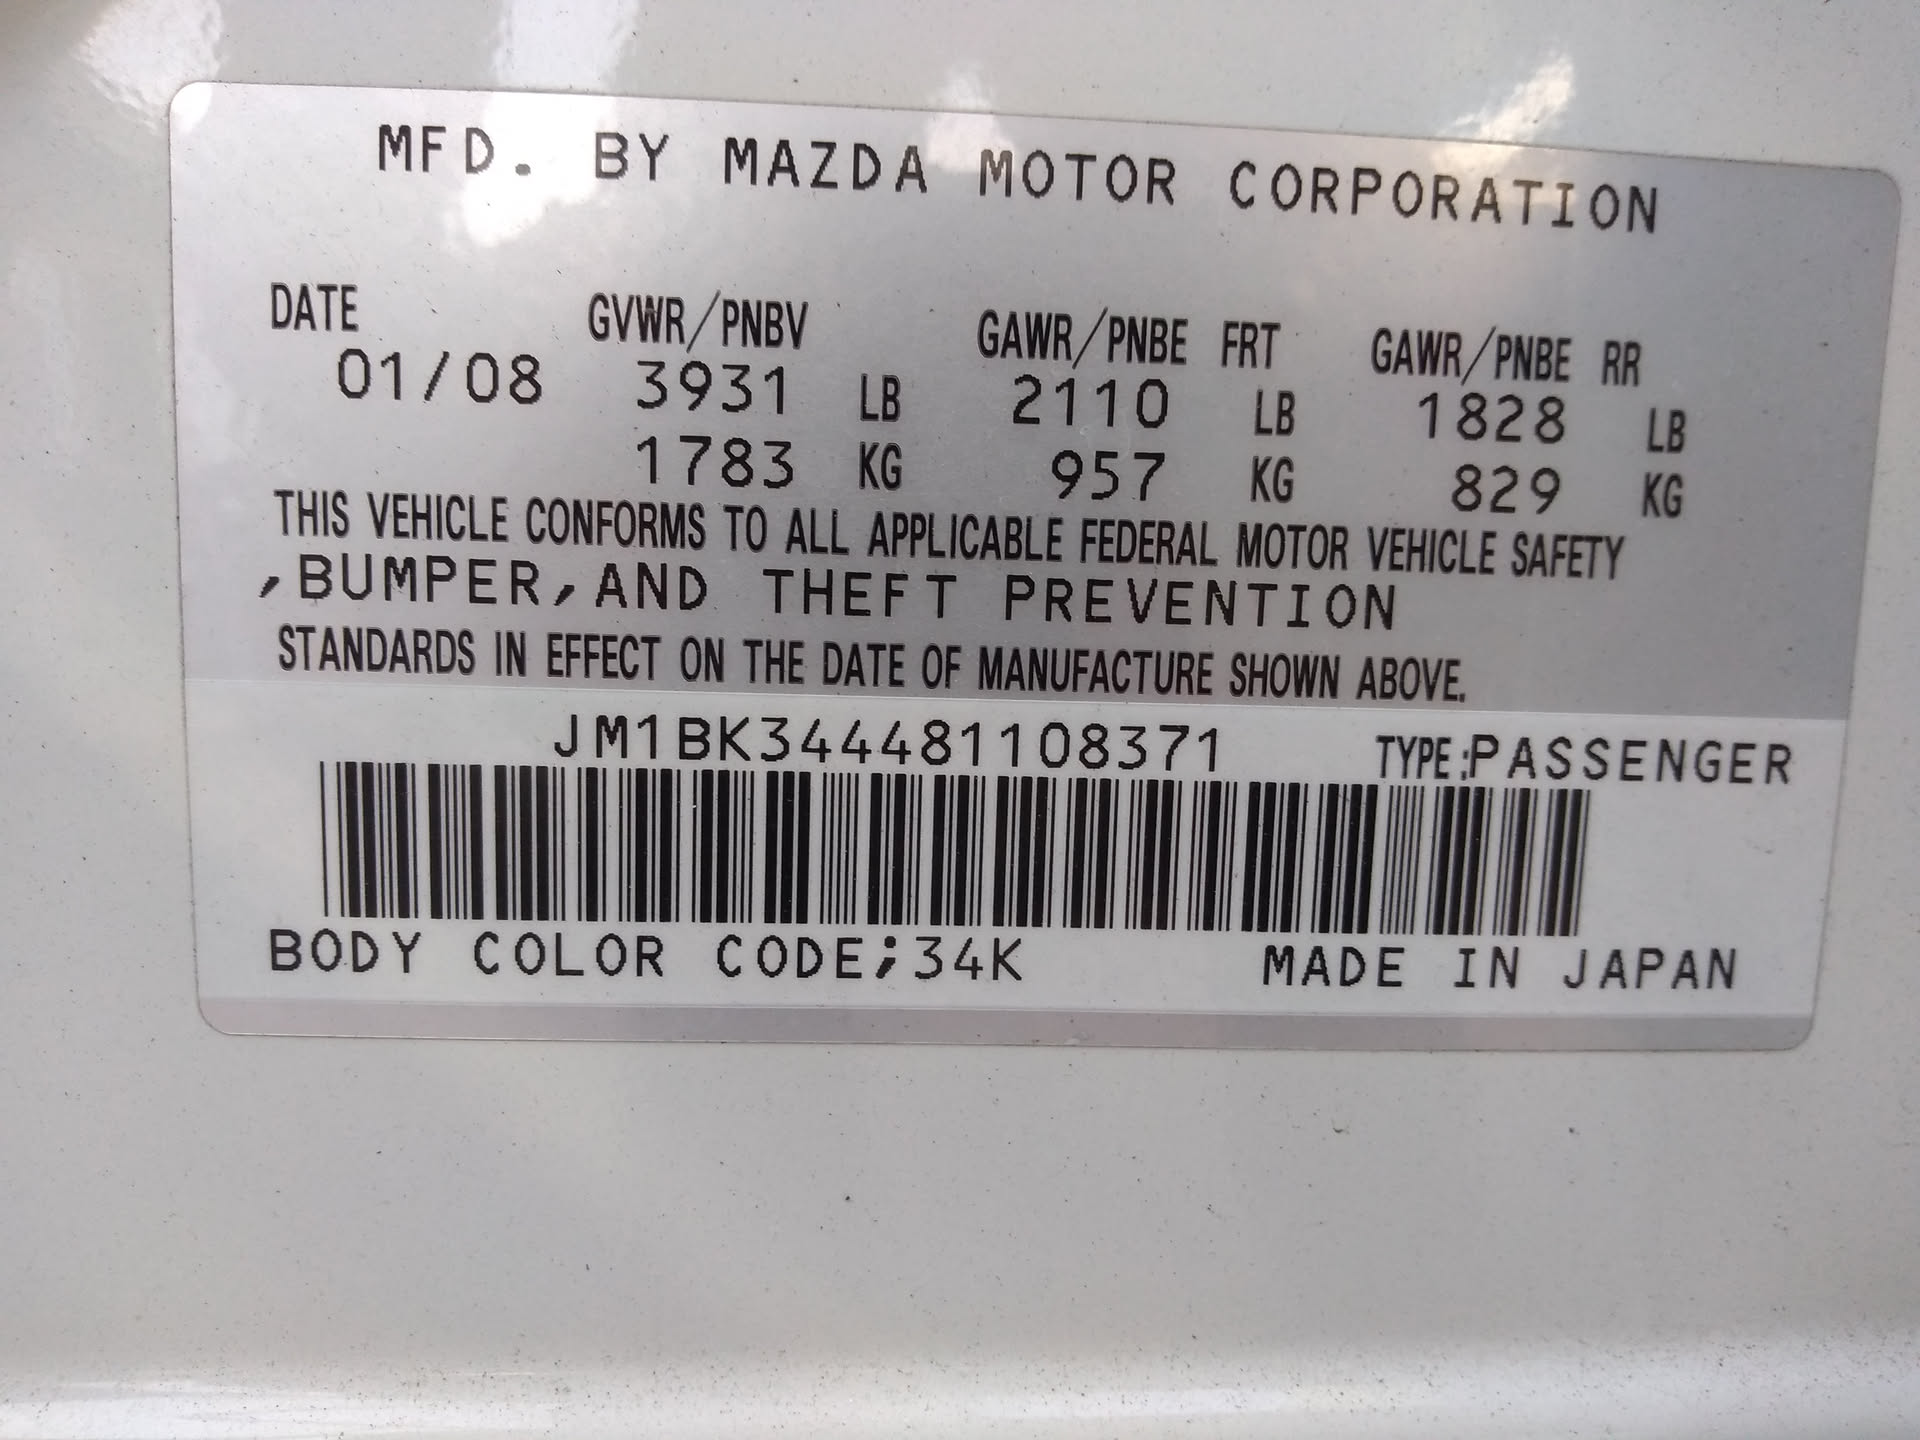 MFD. BY MAZDA MOTOR CORPORATION
DATE GVWR/PNBV GAWR/PNBE FRT GAWR/PNBE RR
01/08 3931 LB 2110 LB 1828 LB
1783 KG 957 KG 829 KG
THIS VEHICLE CONFORMS TO ALL APPLICABLE FEDERAL MOTOR VEHICLE SAFETY
,BUMPER,AND THEFT PREVENTION
STANDARDS IN EFFECT ON THE DATE OF MANUFACTURE SHOWN ABOVE.
JM1BK344481108371 TYPE:PASSENGER
BODY COLOR CODE;34K MADE IN JAPAN